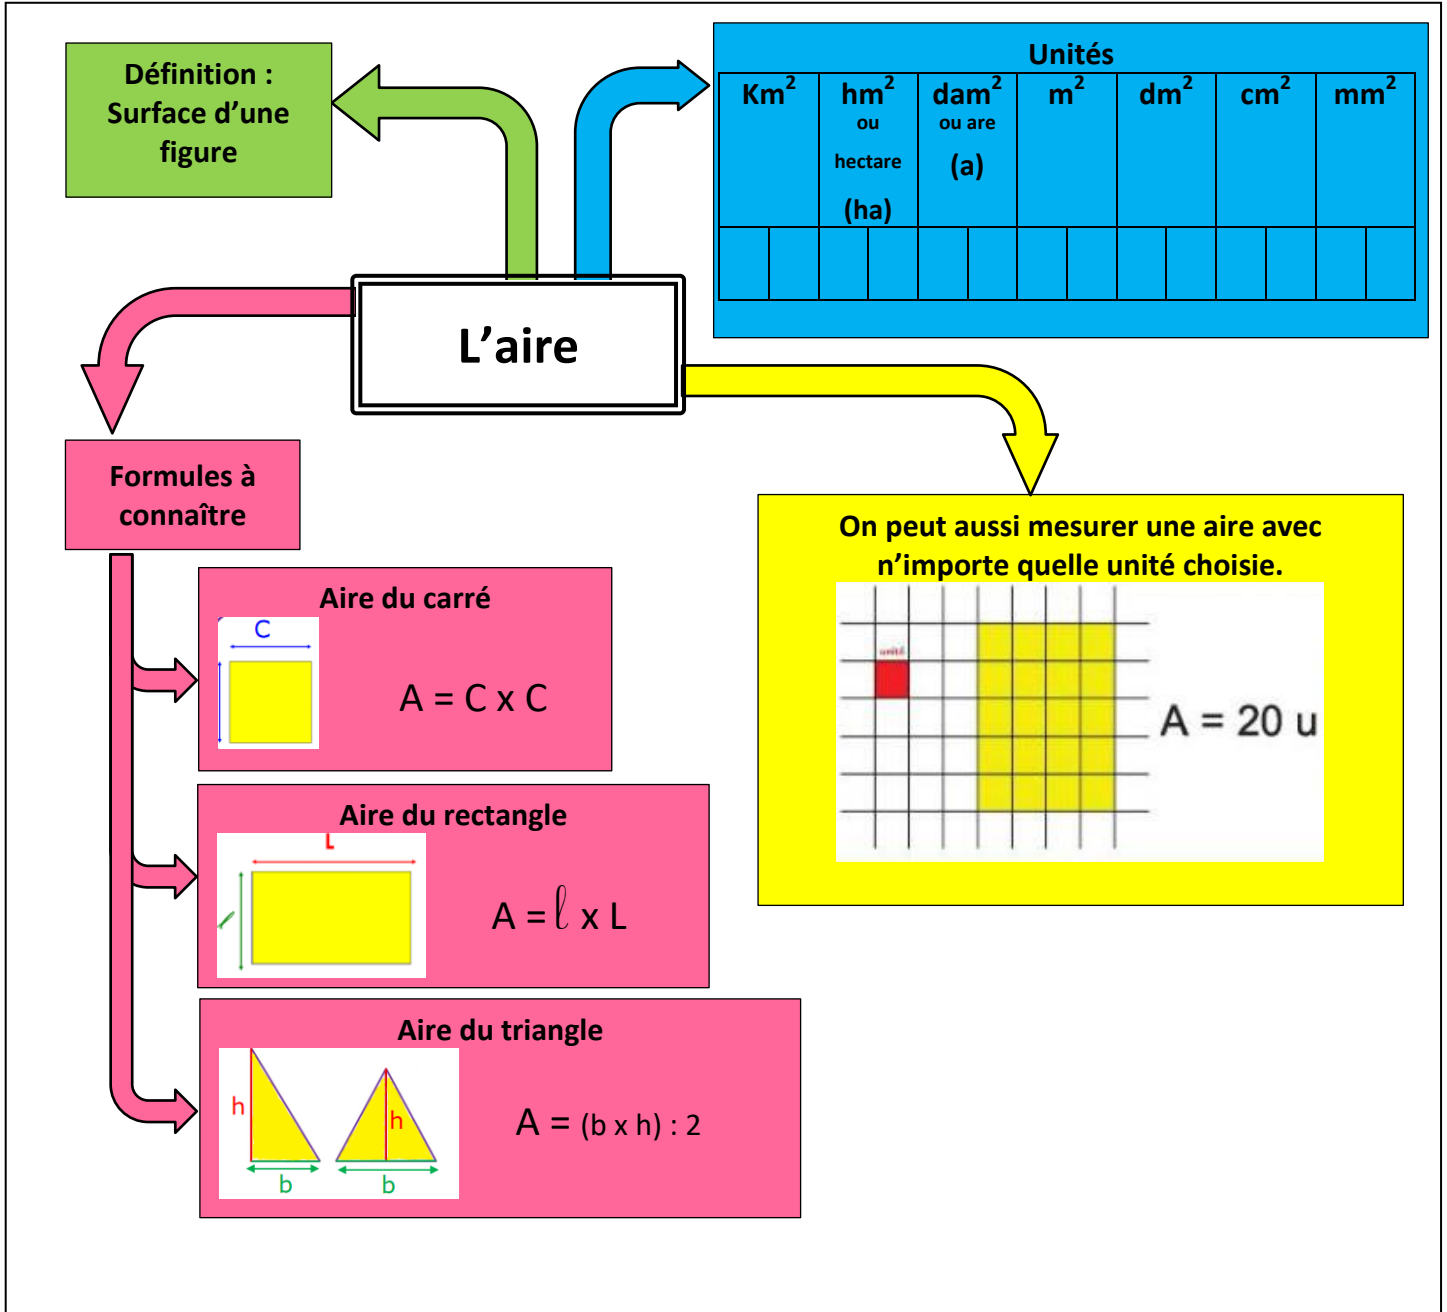 Définition :
Surface d’une
figure
Unités
Km²
hm²
ou
hectare
(ha)
dam²
ou are
(a)
m²
dm²
cm²
mm²
L’aire
Formules à
connaître
Aire du carré
C
A = C x C
Aire du rectangle
L
l
A = ℓ x L
Aire du triangle
h
b
h
b
A = (b x h) : 2
On peut aussi mesurer une aire avec
n’importe quelle unité choisie.
unité
A = 20 u